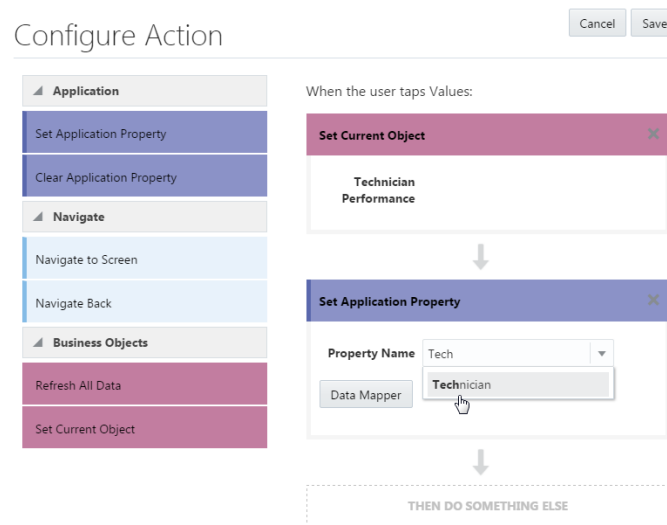 Configure Action
Cancel
Save
Application
Set Application Property
Clear Application Property
Navigate
Navigate to Screen
Navigate Back
Business Objects
Refresh All Data
Set Current Object
When the user taps Values:
Set Current Object
Technician
Performance
Set Application Property
Property Name Tech
Technician
Data Mapper
THEN DO SOMETHING ELSE